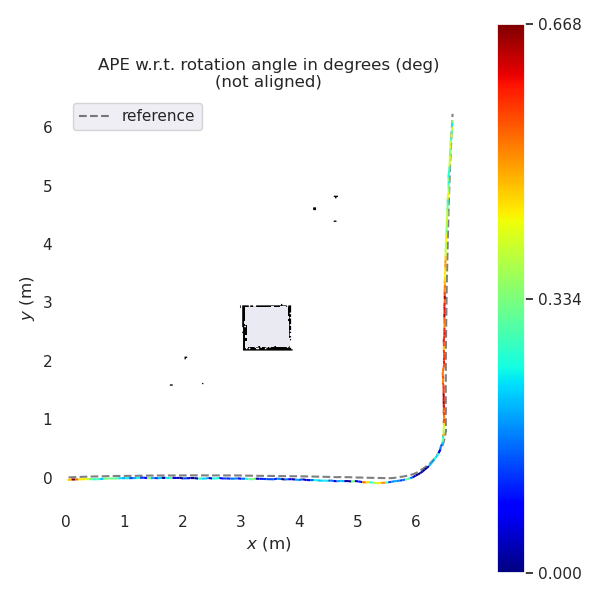 APE w.r.t. rotation angle in degrees (deg)
(not aligned)
reference
6
5
4
3
2
1
0
y (m)
0 1 2 3 4 5 6
x (m)
0.668
0.334
0.000